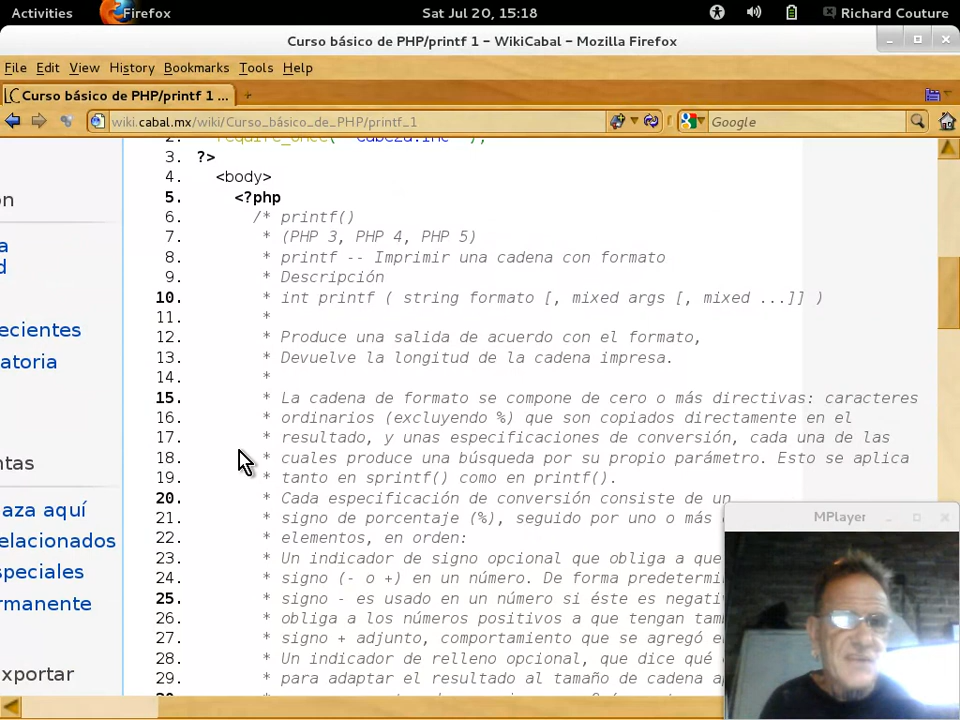 Activities Firefox Sat Jul 20, 15:18 Richard Couture
Curso básico de PHP/printf 1 – WikiCabal – Mozilla Firefox
File Edit View History Bookmarks Tools Help
Curso básico de PHP/printf 1 ...
wiki.cabal.mx/wiki/Curso_básico_de_PHP/printf_1 Google
3. ?>
4. <body>
5. <?php
6. /* printf()
7. * (PHP 3, PHP 4, PHP 5)
8. * printf -- Imprimir una cadena con formato
9. * Descripción
10. * int printf ( string formato [, mixed args [, mixed ...]] )
11. *
12. * Produce una salida de acuerdo con el formato,
13. * Devuelve la longitud de la cadena impresa.
14. *
15. * La cadena de formato se compone de cero o más directivas: caracteres
16. * ordinarios (excluyendo %) que son copiados directamente en el
17. * resultado, y unas especificaciones de conversión, cada una de las
18. * cuales produce una búsqueda por su propio parámetro. Esto se aplica
19. * tanto en sprintf() como en printf().
20. * Cada especificación de conversión consiste de un
21. * signo de porcentaje (%), seguido por uno o más
22. * elementos, en orden:
23. * Un indicador de signo opcional que obliga a que
24. * signo (- o +) en un número. De forma predetermi
25. * signo - es usado en un número si éste es negati
26. * obliga a los números positivos a que tengan tam
27. * signo + adjunto, comportamiento que se agregó e
28. * Un indicador de relleno opcional, que dice qué
29. * para adaptar el resultado al tamaño de cadena a
ón
a
d
ecientes
atoria
ntas
aza aquí
elacionados
speciales
rmanente
xportar
MPlayer